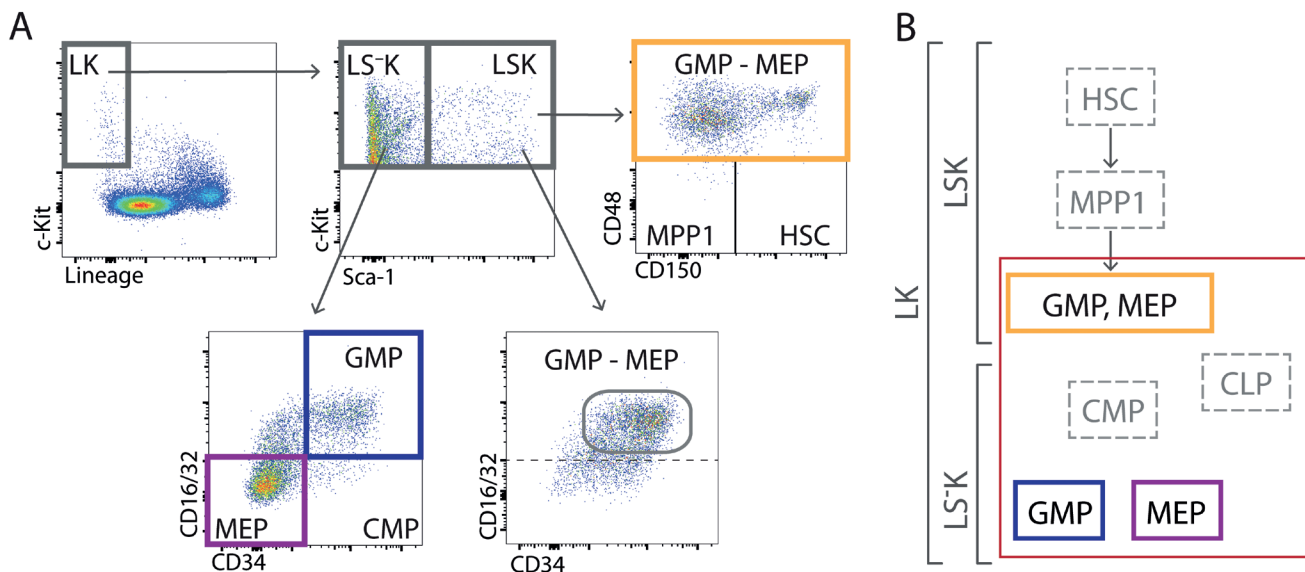 A
LK
c-Kit
Lineage
LS⁻K
LSK
c-Kit
Sca-1
GMP - MEP
MPP1
HSC
CD48
CD150
GMP
MEP
CMP
CD16/32
CD34
GMP - MEP
CD16/32
CD34
B
LK
LSK
HSC
MPP1
GMP, MEP
LS⁻K
CMP
CLP
GMP
MEP